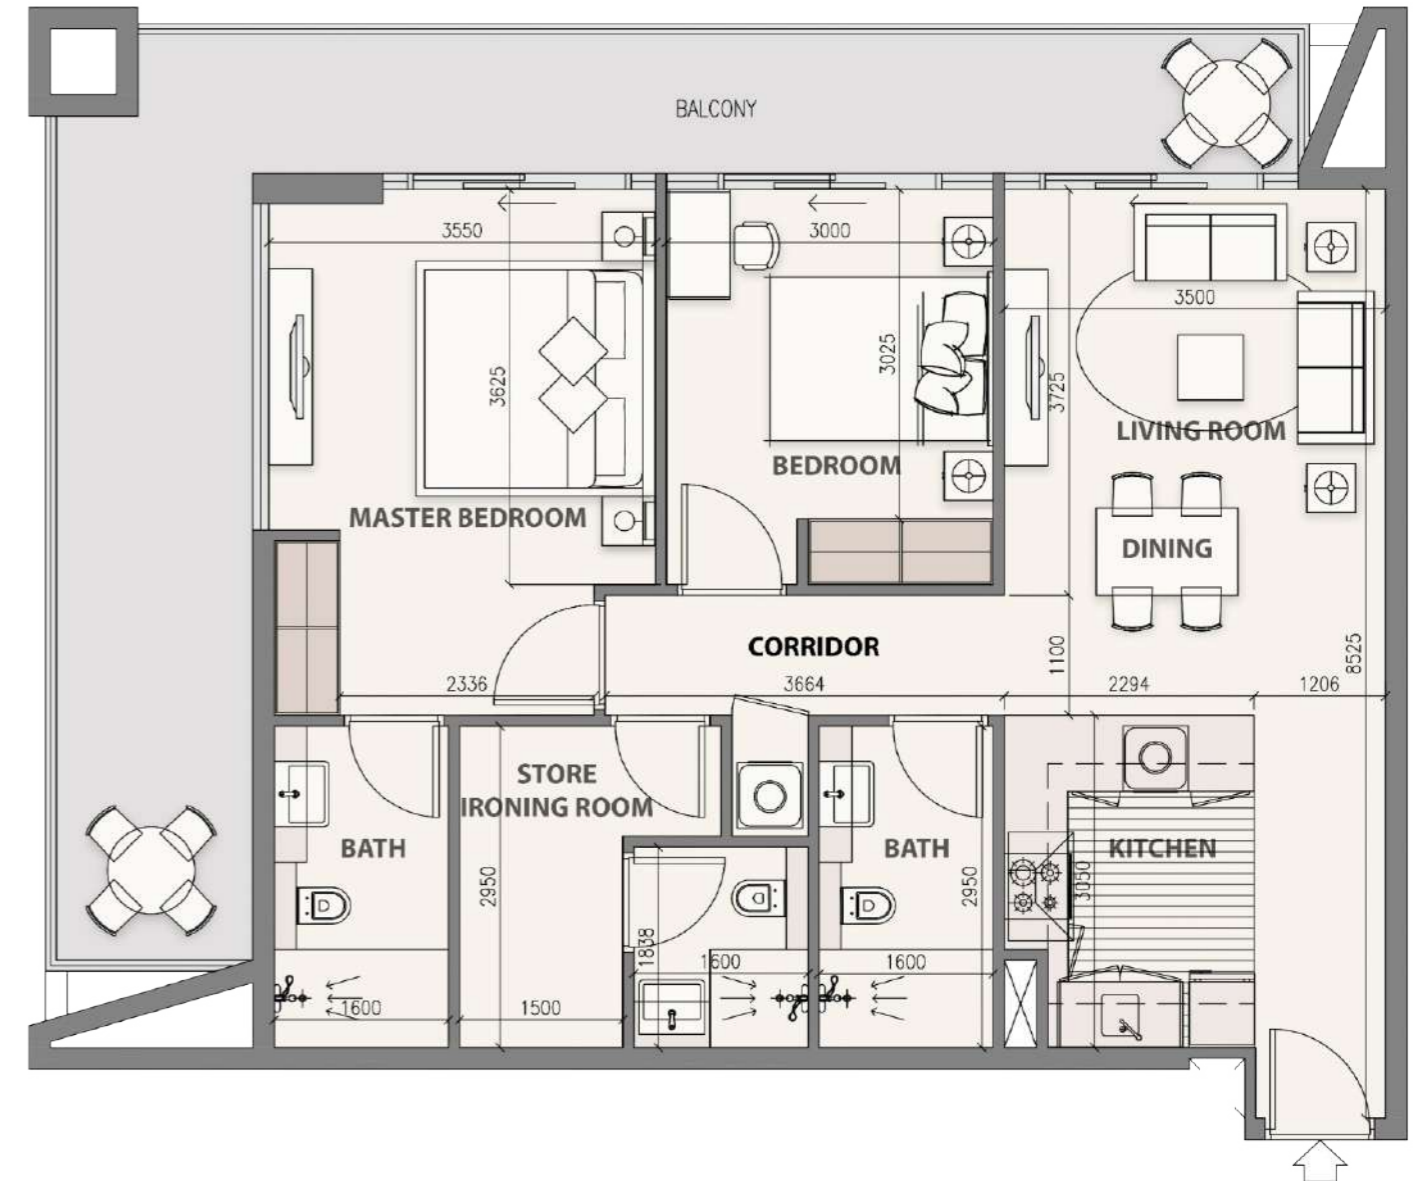 BALCONY
3550
3000
3500
3625
3025
3725
LIVING ROOM
BEDROOM
MASTER BEDROOM
DINING
CORRIDOR
1100
8525
2336
3664
2294
1206
STORE
IRONING ROOM
BATH
BATH
KITCHEN
2950
2950
3050
1838
1600
1600
1600
1500